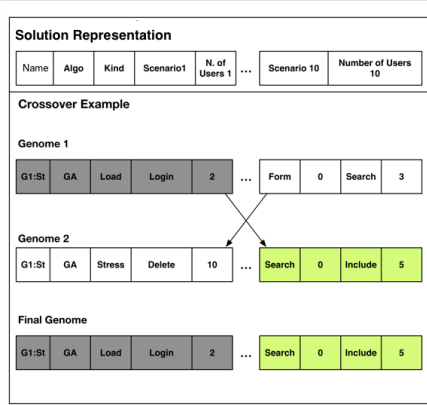 Solution Representation
Name Algo Kind Scenario1 N. of Users 1 ... Scenario 10 Number of Users 10
Crossover Example
Genome 1
G1:St GA Load Login 2 ... Form 0 Search 3
Genome 2
G1:St GA Stress Delete 10 ... Search 0 Include 5
Final Genome
G1:St GA Load Login 2 ... Search 0 Include 5